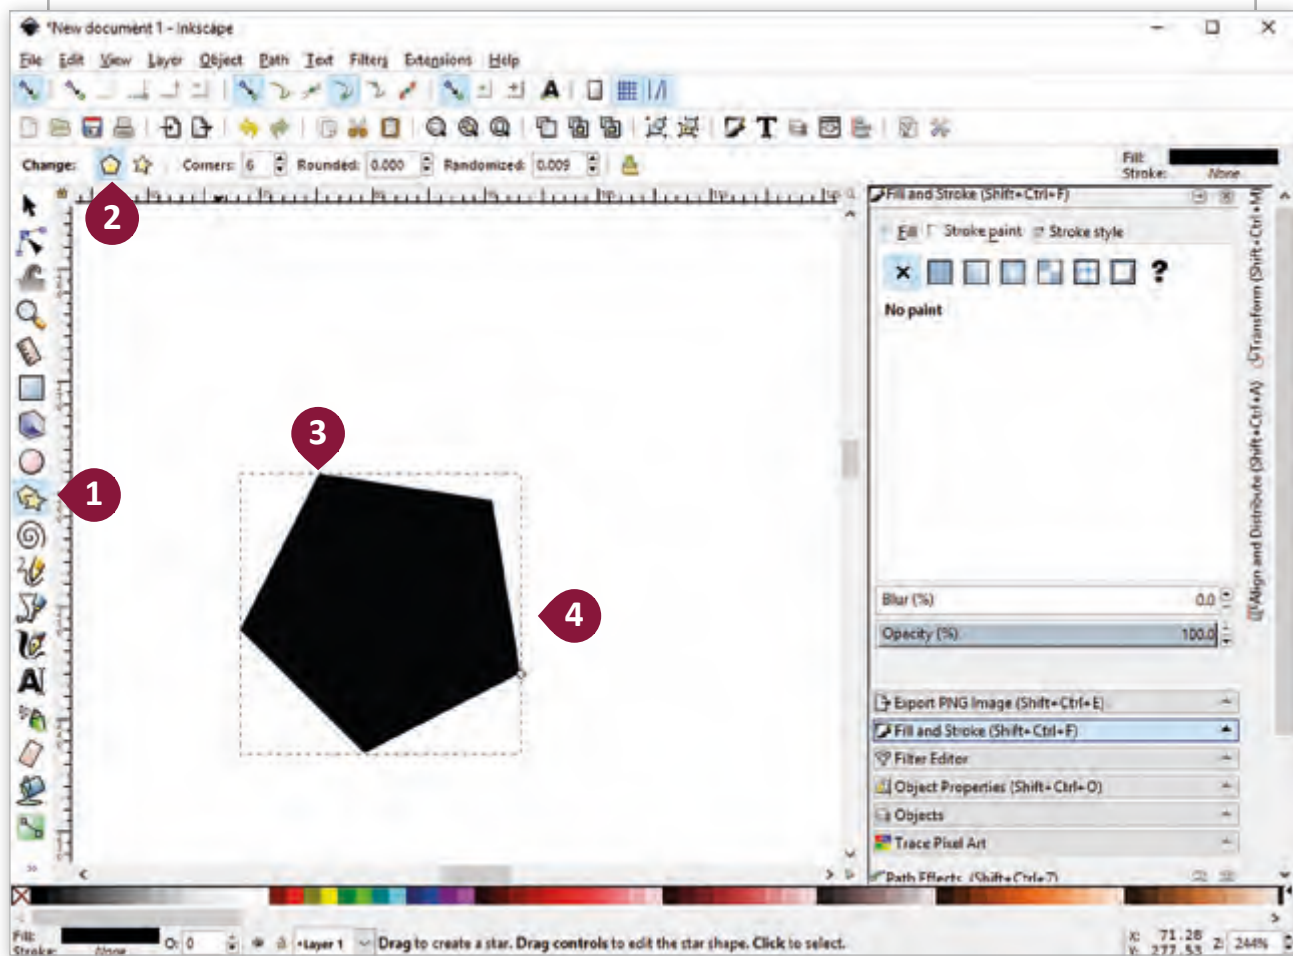 *New document 1 - Inkscape
File Edit View Layer Object Path Text Filters Extensions Help
Change: Corners: 6 Rounded: 0.000 Randomized: 0.009
Fill:
Stroke: None
2
Fill and Stroke (Shift+Ctrl+F)
Fill Stroke paint Stroke style
?
No paint
Transform (Shift+Ctrl+M)
Align and Distribute (Shift+Ctrl+A)
3
1
4
Blur (%) 0.0
Opacity (%) 100.0
Export PNG Image (Shift+Ctrl+E)
Fill and Stroke (Shift+Ctrl+F)
Filter Editor
Object Properties (Shift+Ctrl+O)
Objects
Trace Pixel Art
Path Effects (Shift+Ctrl+7)
Fill:
Stroke: None
O: 0
Layer 1
Drag to create a star. Drag controls to edit the star shape. Click to select.
X: 71.28
Y: 277.53
Z: 244%